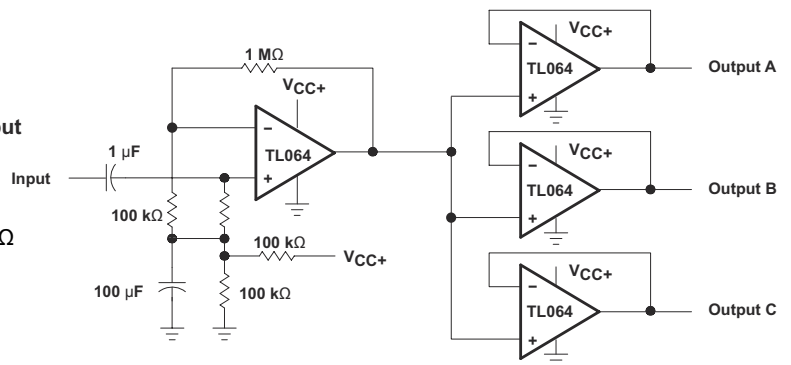 1 MΩ
VCC+
–
TL064
+
1 µF
Input
100 kΩ
100 kΩ
VCC+
100 µF
100 kΩ
VCC+
–
TL064
+
Output A
VCC+
–
TL064
+
Output B
VCC+
–
TL064
+
Output C